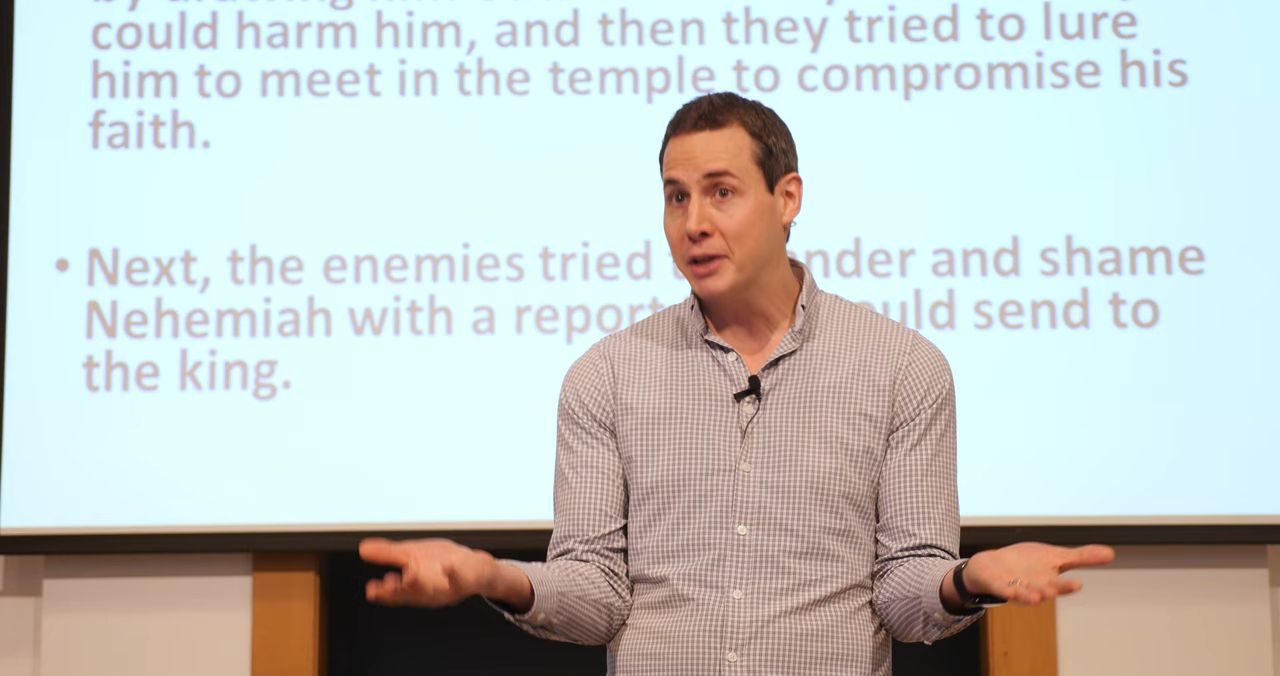 could harm him, and then they tried to lure
him to meet in the temple to compromise his
faith.
• Next, the enemies tried and shame
Nehemiah with a send to
the king.